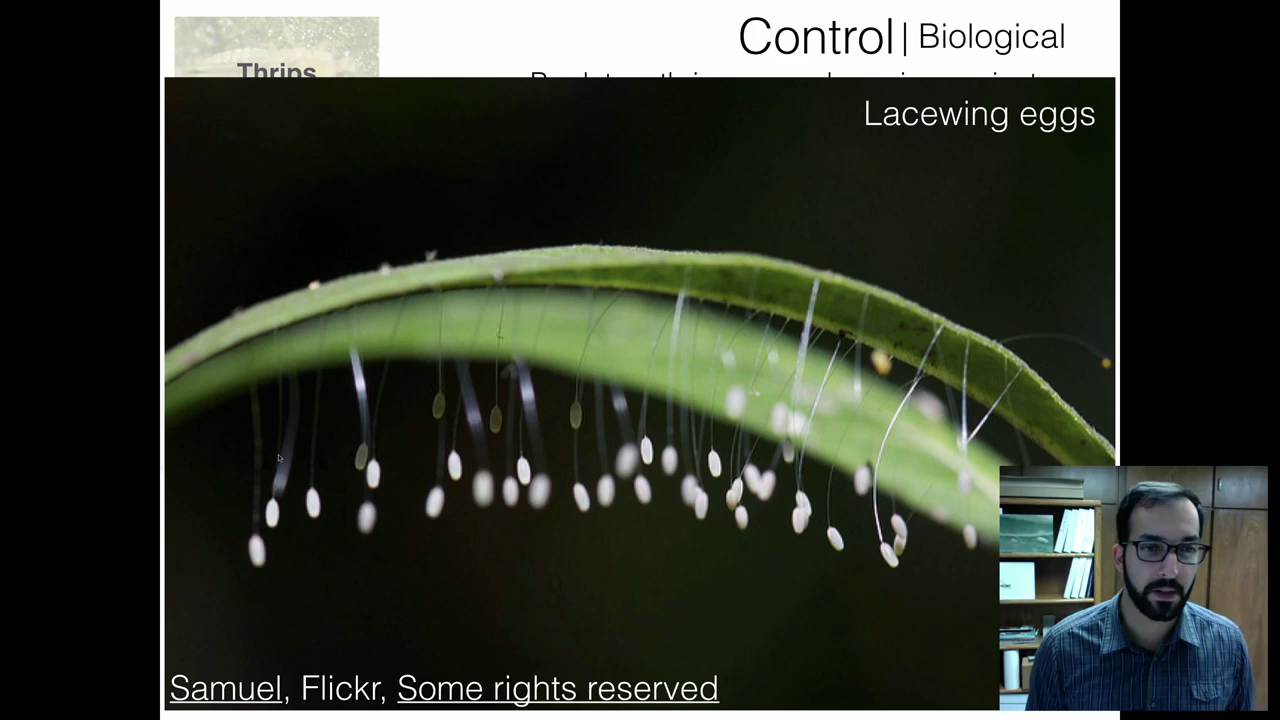 Control | Biological
Thrips
Lacewing eggs
Samuel, Flickr, Some rights reserved